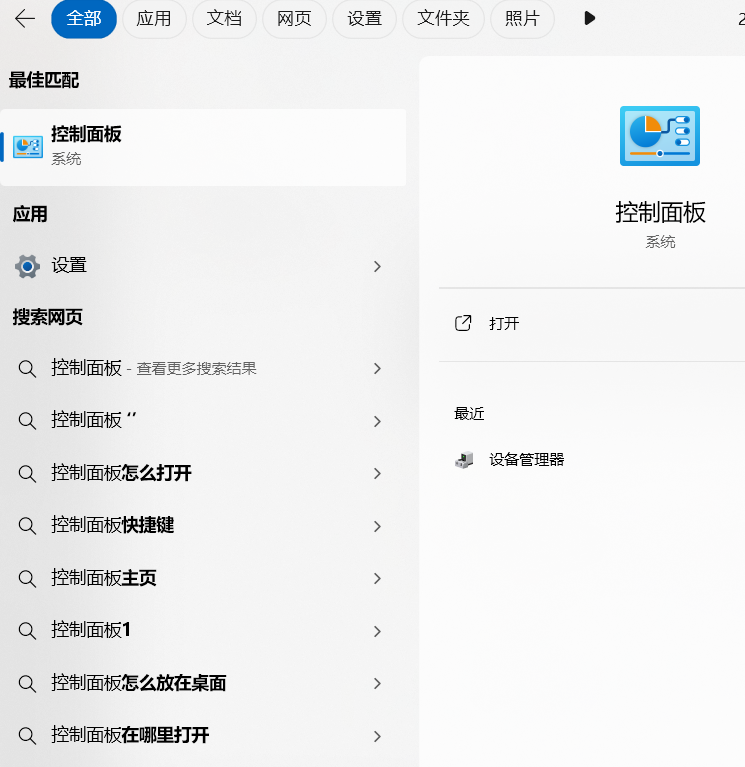 全部 应用 文档 网页 设置 文件夹 照片 2
最佳匹配
控制面板
系统
应用
设置
搜索网页
控制面板 - 查看更多搜索结果
控制面板 ‘’
控制面板怎么打开
控制面板快捷键
控制面板主页
控制面板1
控制面板怎么放在桌面
控制面板在哪里打开
控制面板
系统
打开
最近
设备管理器